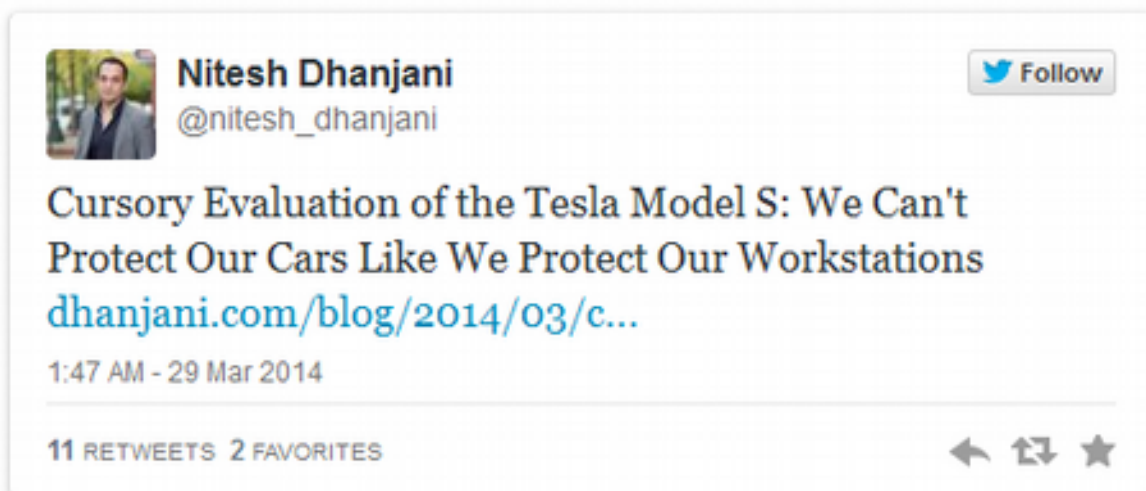 Nitesh Dhanjani
Follow
@nitesh_dhanjani
Cursory Evaluation of the Tesla Model S: We Can't
Protect Our Cars Like We Protect Our Workstations
dhanjani.com/blog/2014/03/c...
1:47 AM - 29 Mar 2014
11 RETWEETS 2 FAVORITES